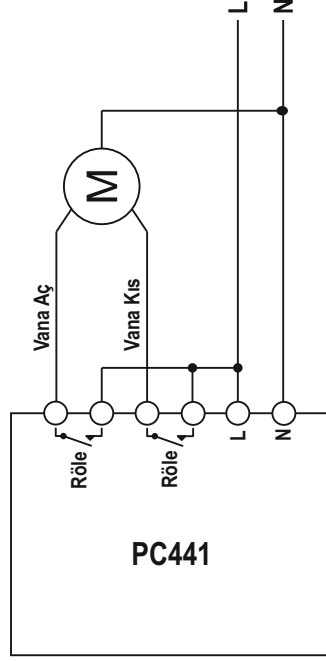 L
N
M
Vana Aç
Vana Kıs
Röle
Röle
L
N
PC441